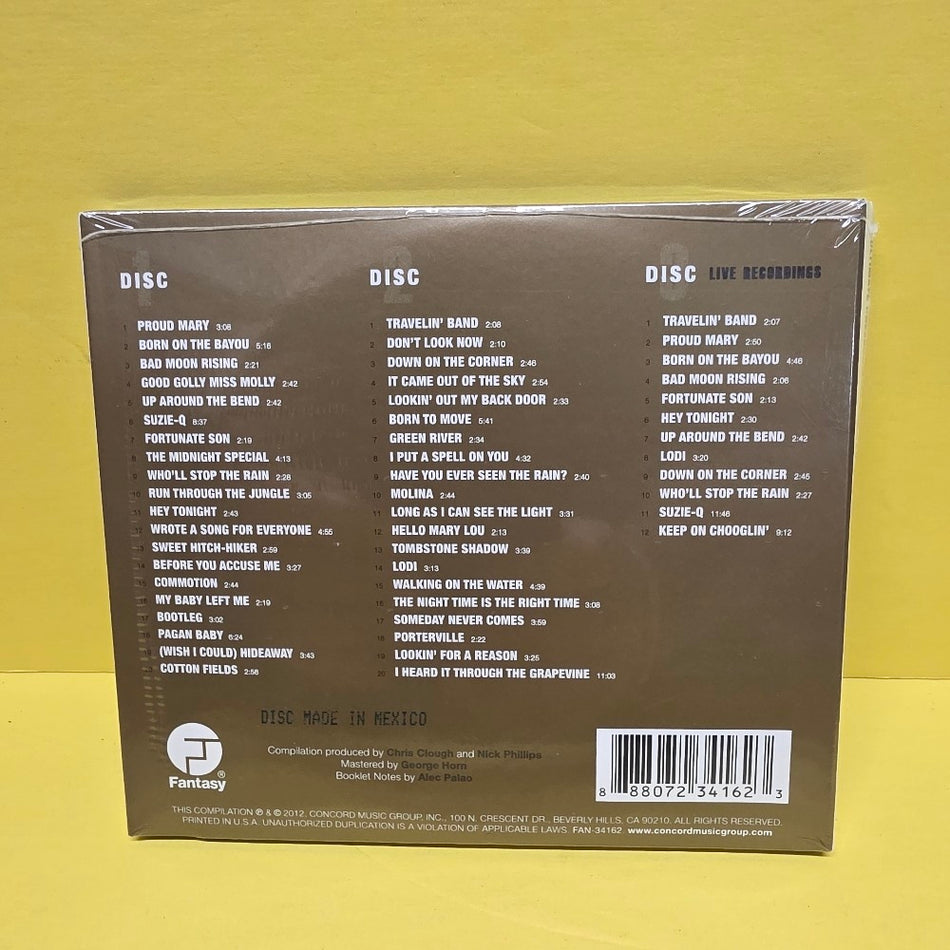 DISC 1
1 PROUD MARY 3:08
2 BORN ON THE BAYOU 5:16
3 BAD MOON RISING 2:21
4 GOOD GOLLY MISS MOLLY 2:42
5 UP AROUND THE BEND 2:42
6 SUZIE-Q 8:37
7 FORTUNATE SON 2:19
8 THE MIDNIGHT SPECIAL 4:13
9 WHO'LL STOP THE RAIN 2:28
10 RUN THROUGH THE JUNGLE 3:05
11 HEY TONIGHT 2:43
12 WROTE A SONG FOR EVERYONE 4:55
13 SWEET HITCH-HIKER 2:59
14 BEFORE YOU ACCUSE ME 3:27
15 COMMOTION 2:44
16 MY BABY LEFT ME 2:19
17 BOOTLEG 3:02
18 PAGAN BABY 6:24
19 (WISH I COULD) HIDEAWAY 3:43
20 COTTON FIELDS 2:58
DISC 2
1 TRAVELIN' BAND 2:08
2 DON'T LOOK NOW 2:10
3 DOWN ON THE CORNER 2:46
4 IT CAME OUT OF THE SKY 2:54
5 LOOKIN' OUT MY BACK DOOR 2:33
6 BORN TO MOVE 5:41
7 GREEN RIVER 2:34
8 I PUT A SPELL ON YOU 4:32
9 HAVE YOU EVER SEEN THE RAIN? 2:40
10 MOLINA 2:44
11 LONG AS I CAN SEE THE LIGHT 3:31
12 HELLO MARY LOU 2:13
13 TOMBSTONE SHADOW 3:39
14 LODI 3:13
15 WALKING ON THE WATER 4:39
16 THE NIGHT TIME IS THE RIGHT TIME 3:08
17 SOMEDAY NEVER COMES 3:59
18 PORTERVILLE 2:22
19 LOOKIN' FOR A REASON 3:25
20 I HEARD IT THROUGH THE GRAPEVINE 11:03
DISC 3 LIVE RECORDINGS
1 TRAVELIN' BAND 2:07
2 PROUD MARY 2:50
3 BORN ON THE BAYOU 4:48
4 BAD MOON RISING 2:06
5 FORTUNATE SON 2:13
6 HEY TONIGHT 2:30
7 UP AROUND THE BEND 2:42
8 LODI 3:20
9 DOWN ON THE CORNER 2:45
10 WHO'LL STOP THE RAIN 2:27
11 SUZIE-Q 11:46
12 KEEP ON CHOOGLIN' 9:12
DISC MADE IN MEXICO
Fantasy®
Compilation produced by Chris Clough and Nick Phillips
Mastered by George Horn
Booklet Notes by Alec Palao
8 88072 34162 3
THIS COMPILATION ℗ & © 2012, CONCORD MUSIC GROUP, INC., 100 N. CRESCENT DR., BEVERLY HILLS, CA 90210. ALL RIGHTS RESERVED.
PRINTED IN U.S.A. UNAUTHORIZED DUPLICATION IS A VIOLATION OF APPLICABLE LAWS. FAN-34162 www.concordmusicgroup.com